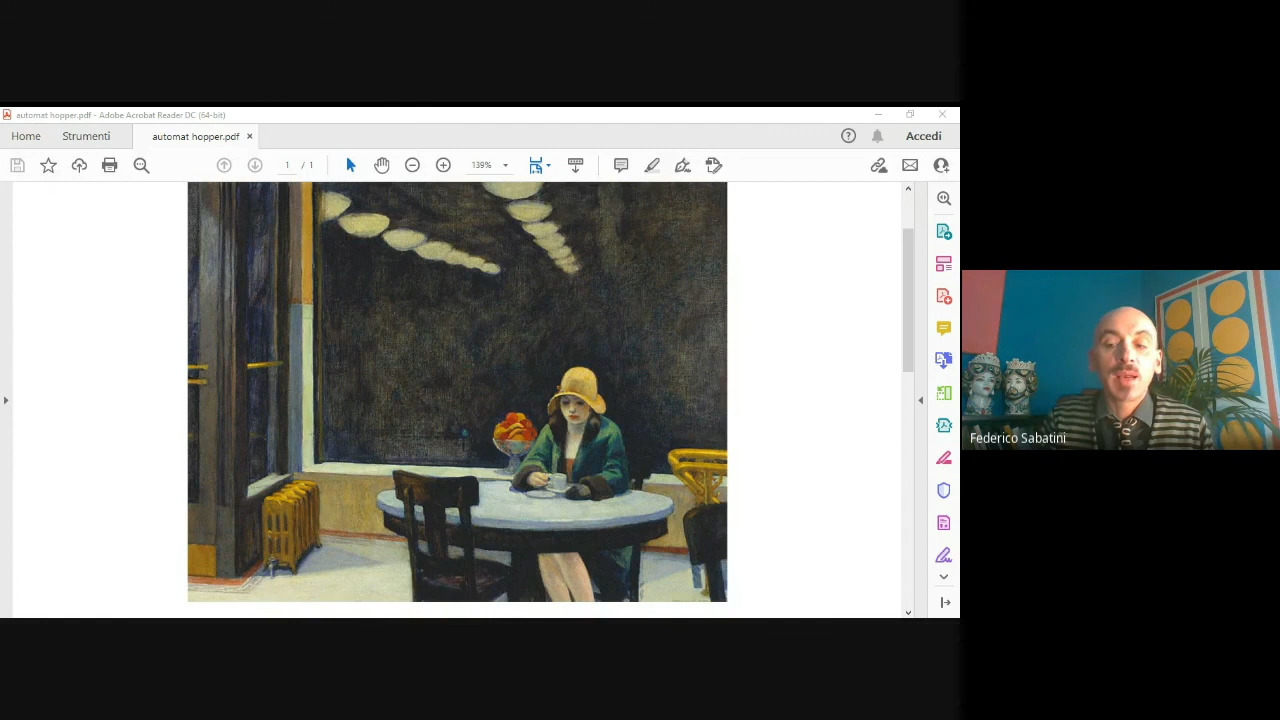 automat hopper.pdf - Adobe Acrobat Reader DC (64-bit)
Home Strumenti automat hopper.pdf × Accedi
1 / 1 139%
Federico Sabatini